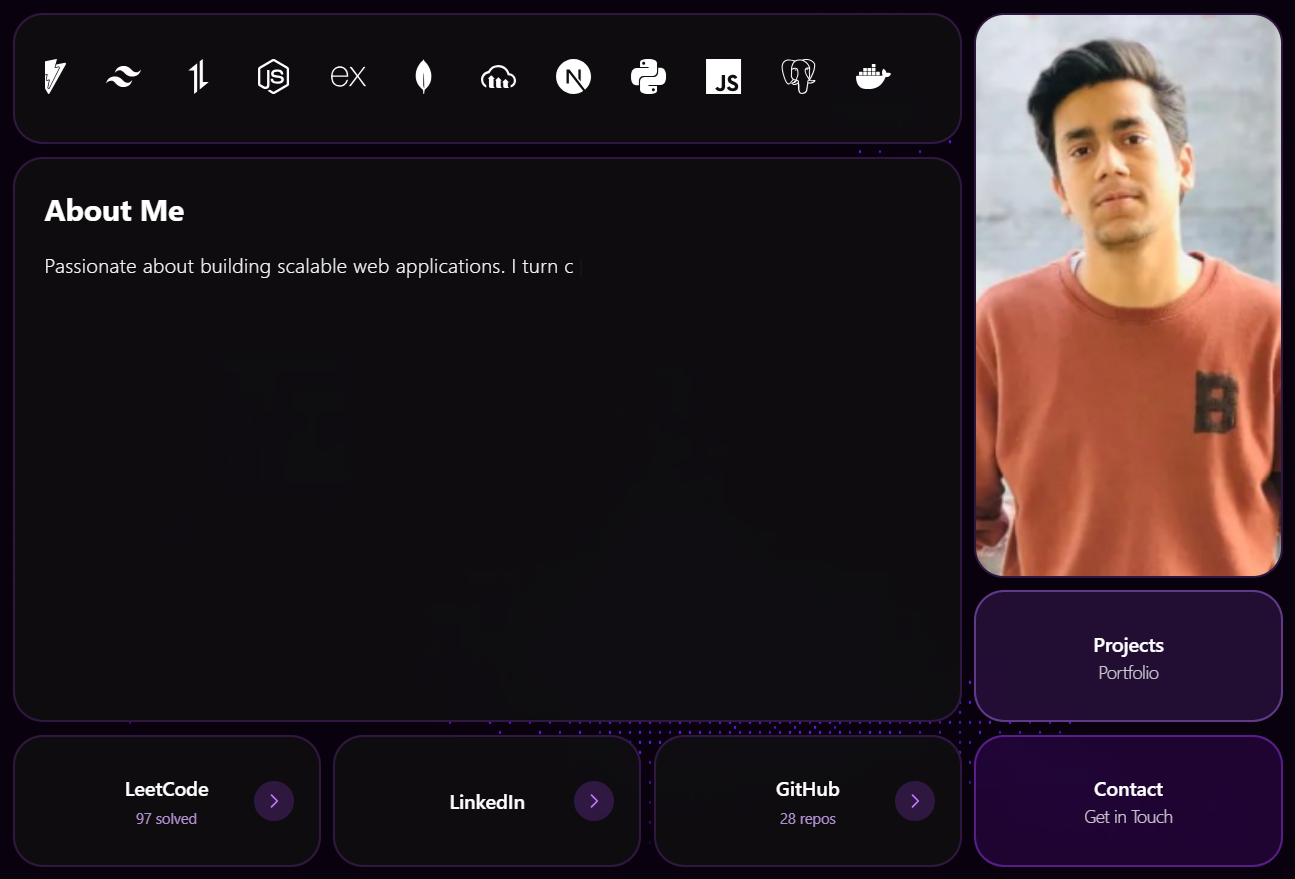 JS
ex
N
JS
About Me
Passionate about building scalable web applications. I turn c
B
Projects
Portfolio
LeetCode
97 solved
LinkedIn
GitHub
28 repos
Contact
Get in Touch